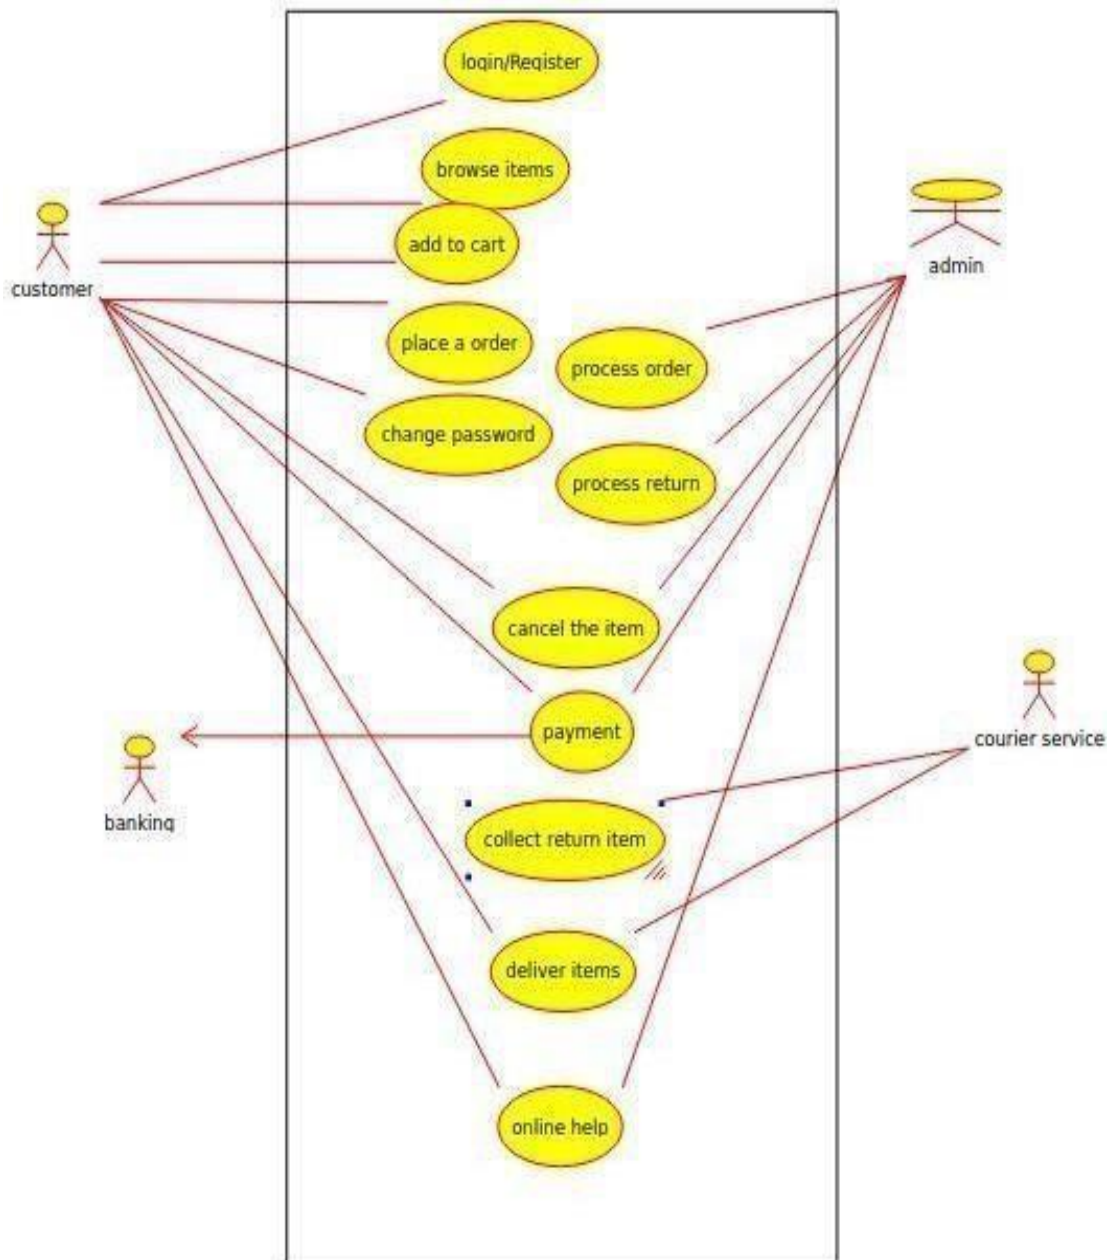 login/Register
browse items
customer
add to cart
admin
place a order
process order
change password
process return
cancel the item
payment
courier service
banking
collect return item
deliver items
online help